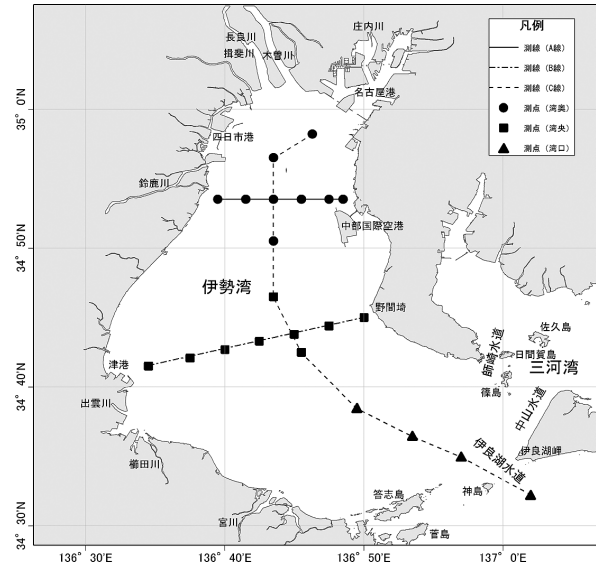 凡例
測線（A線）
測線（B線）
測線（C線）
測点（湾奥）
測点（湾央）
測点（湾口）
庄内川
長良川
揖斐川
木曽川
名古屋港
四日市港
鈴鹿川
中部国際空港
伊勢湾
野間埼
津港
出雲川
櫛田川
宮川
師崎水道
佐久島
日間賀島
三河湾
篠島
中山水道
伊良湖岬
伊良湖水道
神島
答志島
菅島
35° 0'N
34° 50'N
34° 40'N
34° 30'N
136° 30'E
136° 40'E
136° 50'E
137° 0'E